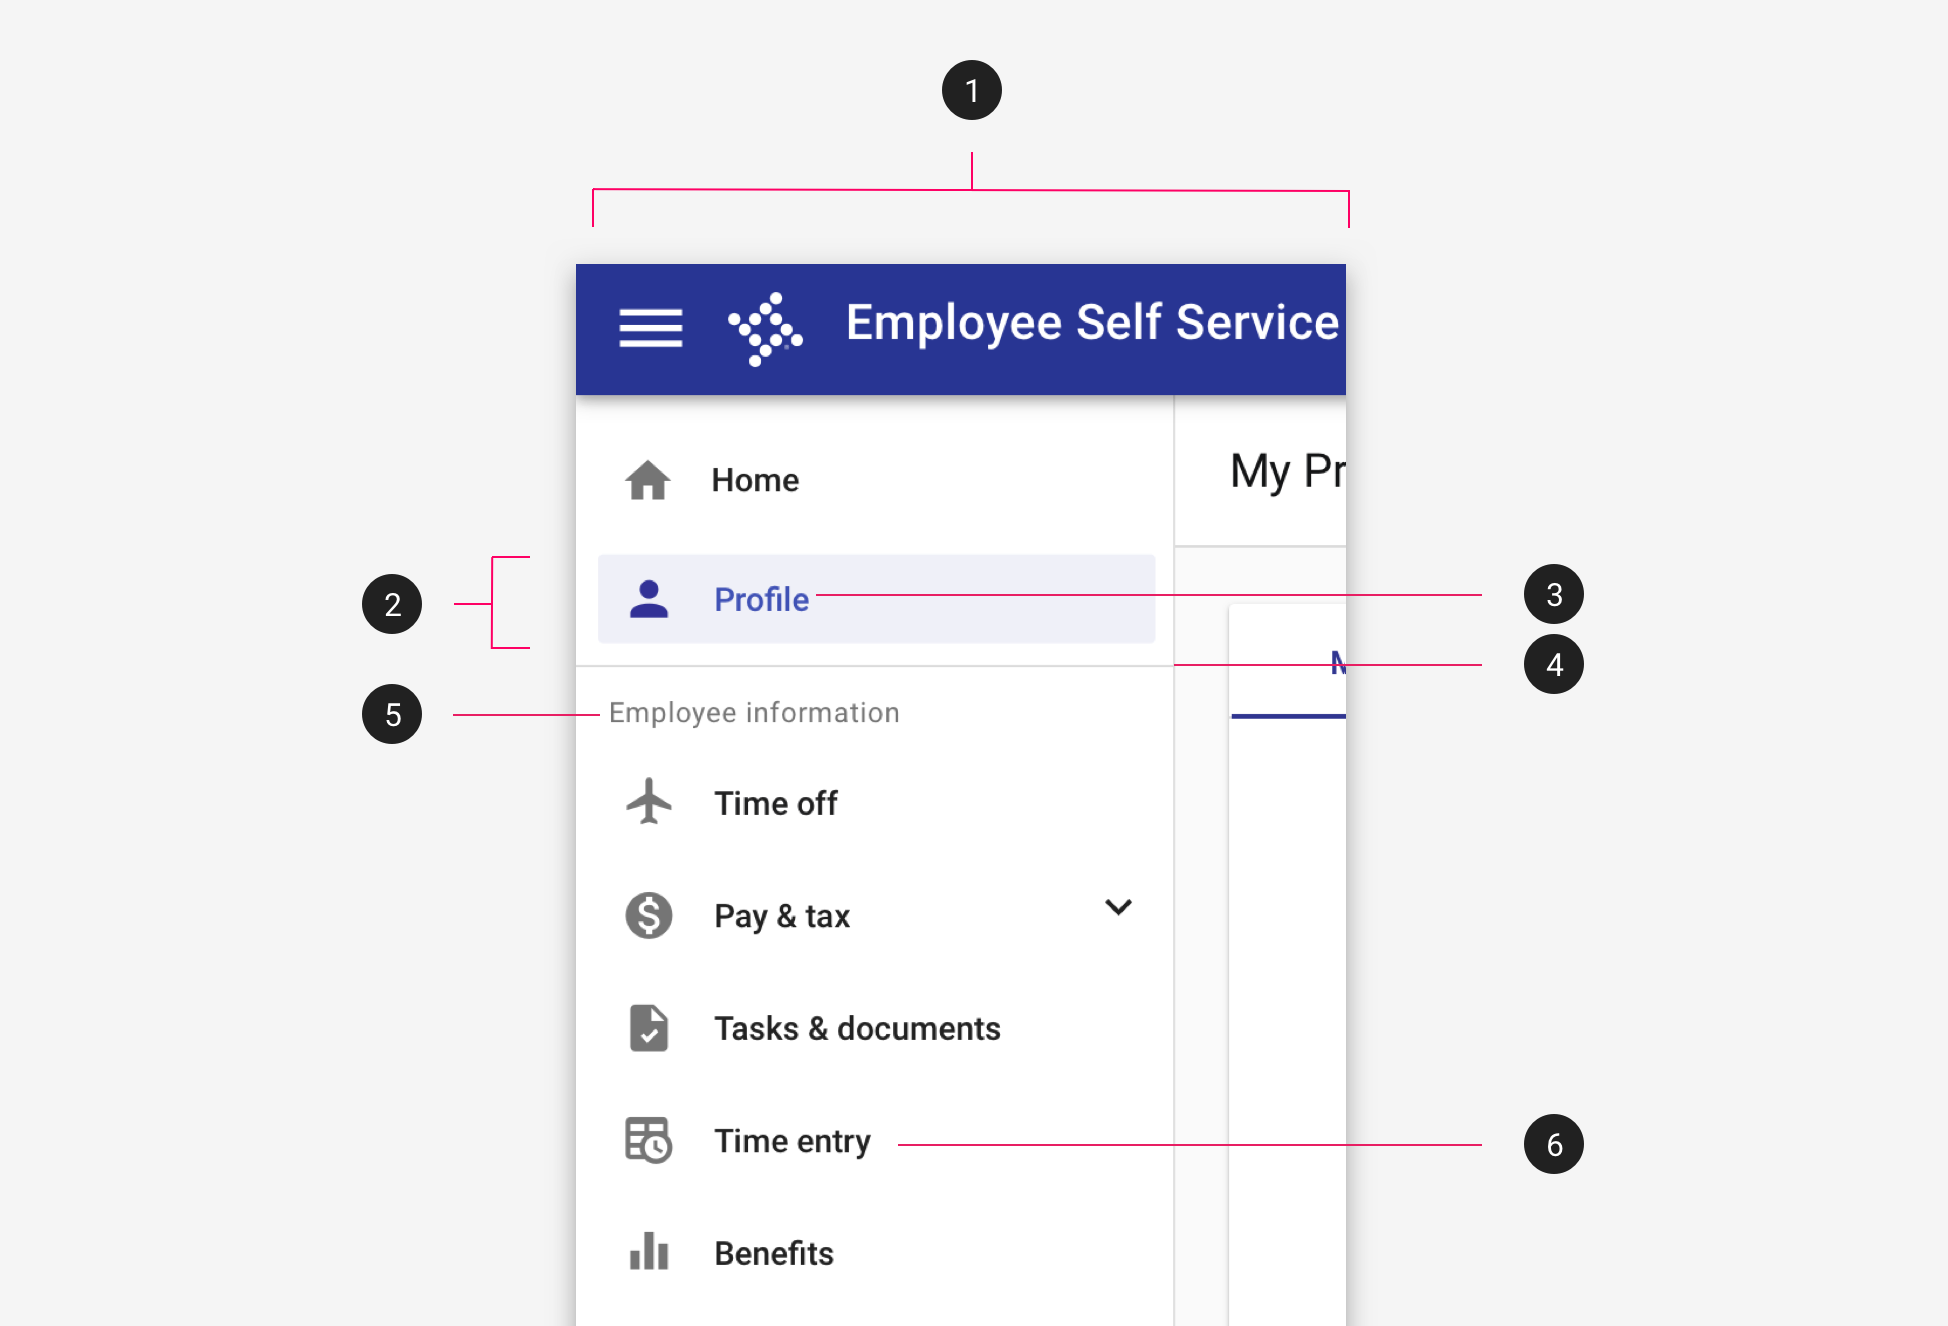 1
Employee Self Service
Home
My Pr
2
Profile
3
4
M
5
Employee information
Time off
Pay & tax
Tasks & documents
Time entry
6
Benefits